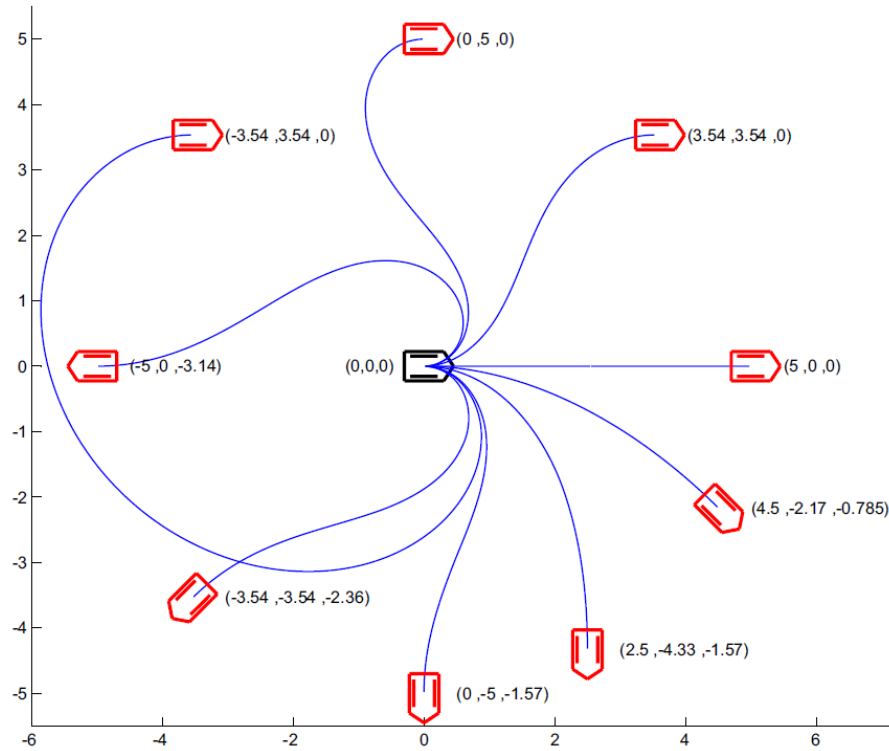 5
(0 ,5 ,0)
4
(-3.54 ,3.54 ,0)
(3.54 ,3.54 ,0)
3
2
1
0
(-5 ,0 ,-3.14)
(0,0,0)
(5 ,0 ,0)
-1
-2
(4.5 ,-2.17 ,-0.785)
-3
(-3.54 ,-3.54 ,-2.36)
-4
(2.5 ,-4.33 ,-1.57)
-5
(0 ,-5 ,-1.57)
-6 -4 -2 0 2 4 6